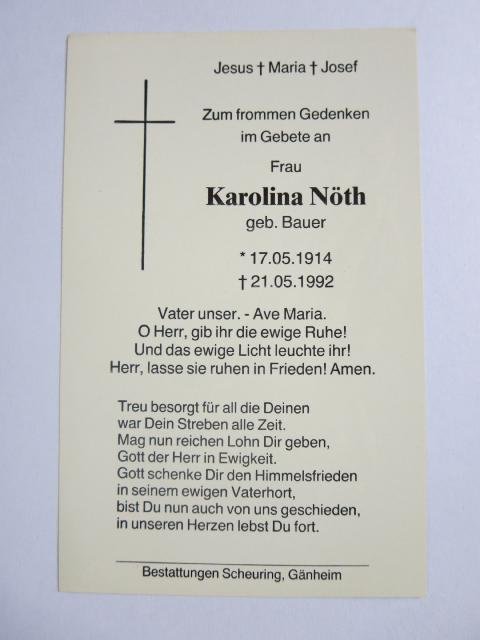 Jesus † Maria † Josef
Zum frommen Gedenken
im Gebete an
Frau
Karolina Nöth
geb. Bauer
* 17.05.1914
† 21.05.1992
Vater unser. - Ave Maria.
O Herr, gib ihr die ewige Ruhe!
Und das ewige Licht leuchte ihr!
Herr, lasse sie ruhen in Frieden! Amen.
Treu besorgt für all die Deinen
war Dein Streben alle Zeit.
Mag nun reichen Lohn Dir geben,
Gott der Herr in Ewigkeit.
Gott schenke Dir den Himmelsfrieden
in seinem ewigen Vaterhort,
bist Du nun auch von uns geschieden,
in unseren Herzen lebst Du fort.
Bestattungen Scheuring, Gänheim